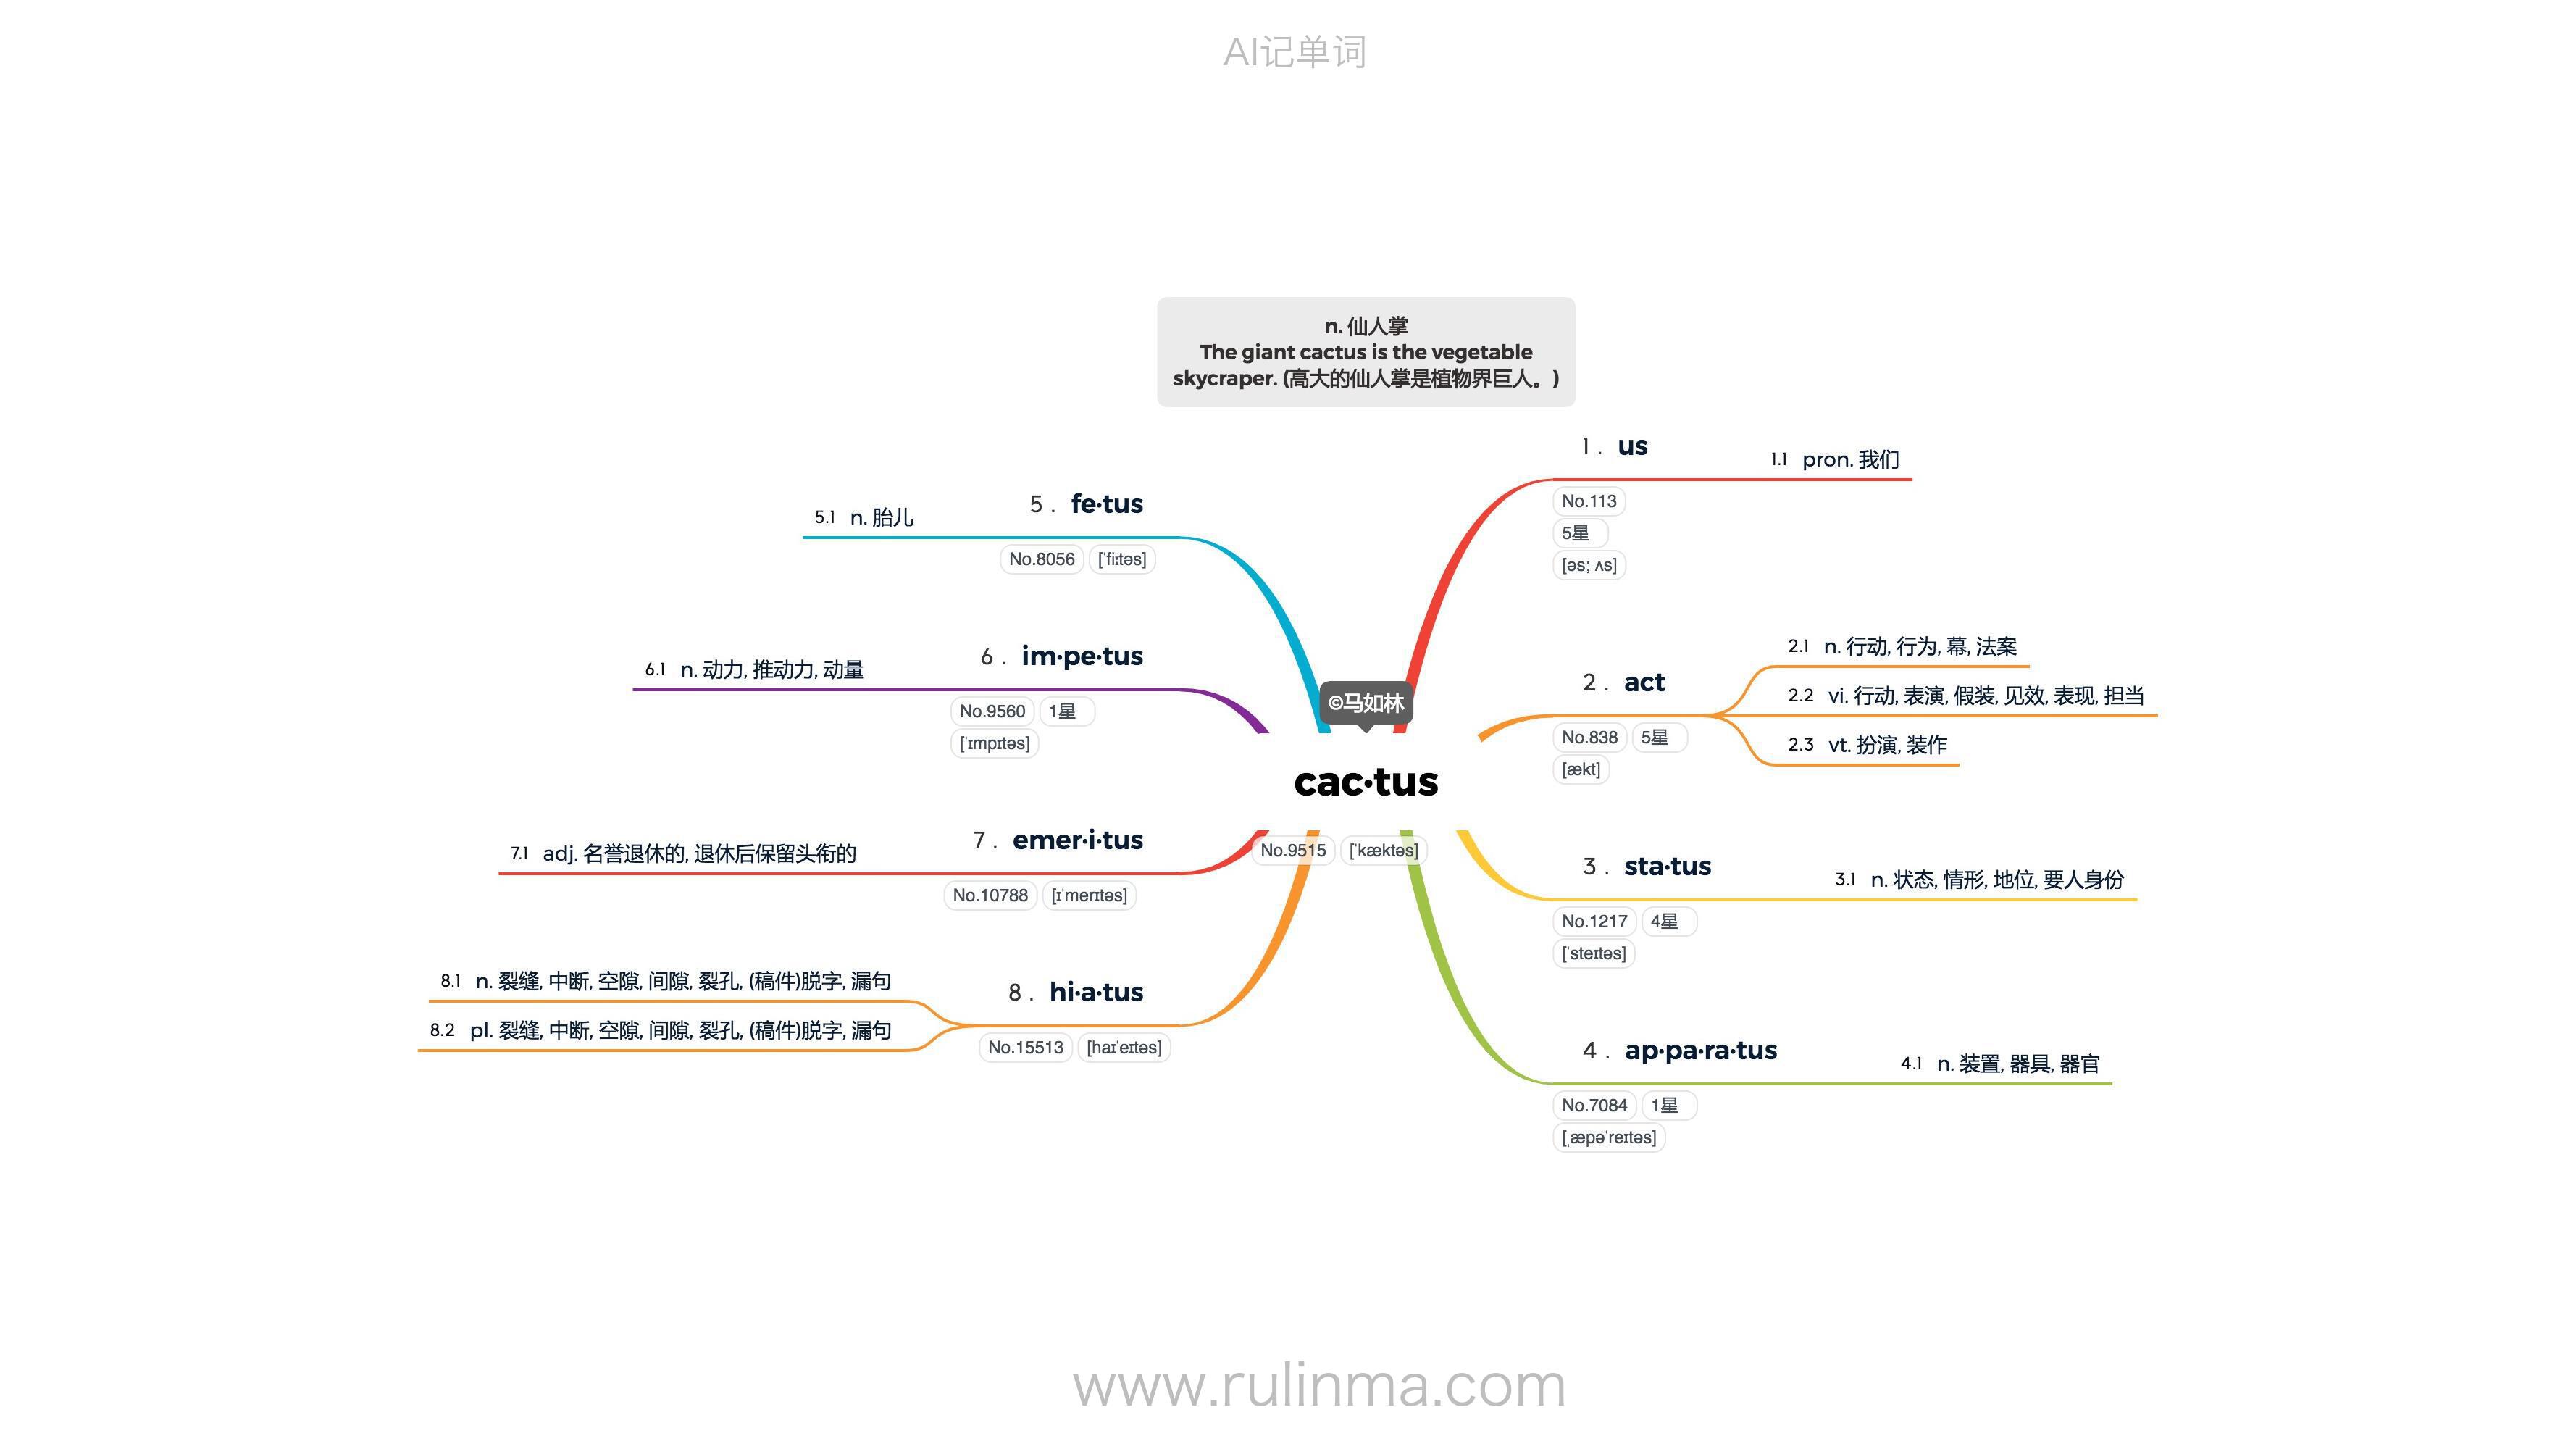 AI记单词
n. 仙人掌
The giant cactus is the vegetable
skycraper. (高大的仙人掌是植物界巨人。)
©马如林
cac·tus
No.9515 ['kæktəs]
1 . us
No.113
5星
[əs; ʌs]
1.1 pron. 我们
2 . act
No.838 5星
[ækt]
2.1 n. 行动, 行为, 幕, 法案
2.2 vi. 行动, 表演, 假装, 见效, 表现, 担当
2.3 vt. 扮演, 装作
3 . sta·tus
No.1217 4星
['steɪtəs]
3.1 n. 状态, 情形, 地位, 要人身份
4 . ap·pa·ra·tus
No.7084 1星
[ˌæpə'reɪtəs]
4.1 n. 装置, 器具, 器官
5 . fe·tus
No.8056 ['fi:təs]
5.1 n. 胎儿
6 . im·pe·tus
No.9560 1星
['ɪmpɪtəs]
6.1 n. 动力, 推动力, 动量
7 . emer·i·tus
No.10788 [ɪ'merɪtəs]
7.1 adj. 名誉退休的, 退休后保留头衔的
8 . hi·a·tus
No.15513 [haɪ'eɪtəs]
8.1 n. 裂缝, 中断, 空隙, 间隙, 裂孔, (稿件)脱字, 漏句
8.2 pl. 裂缝, 中断, 空隙, 间隙, 裂孔, (稿件)脱字, 漏句
www.rulinma.com